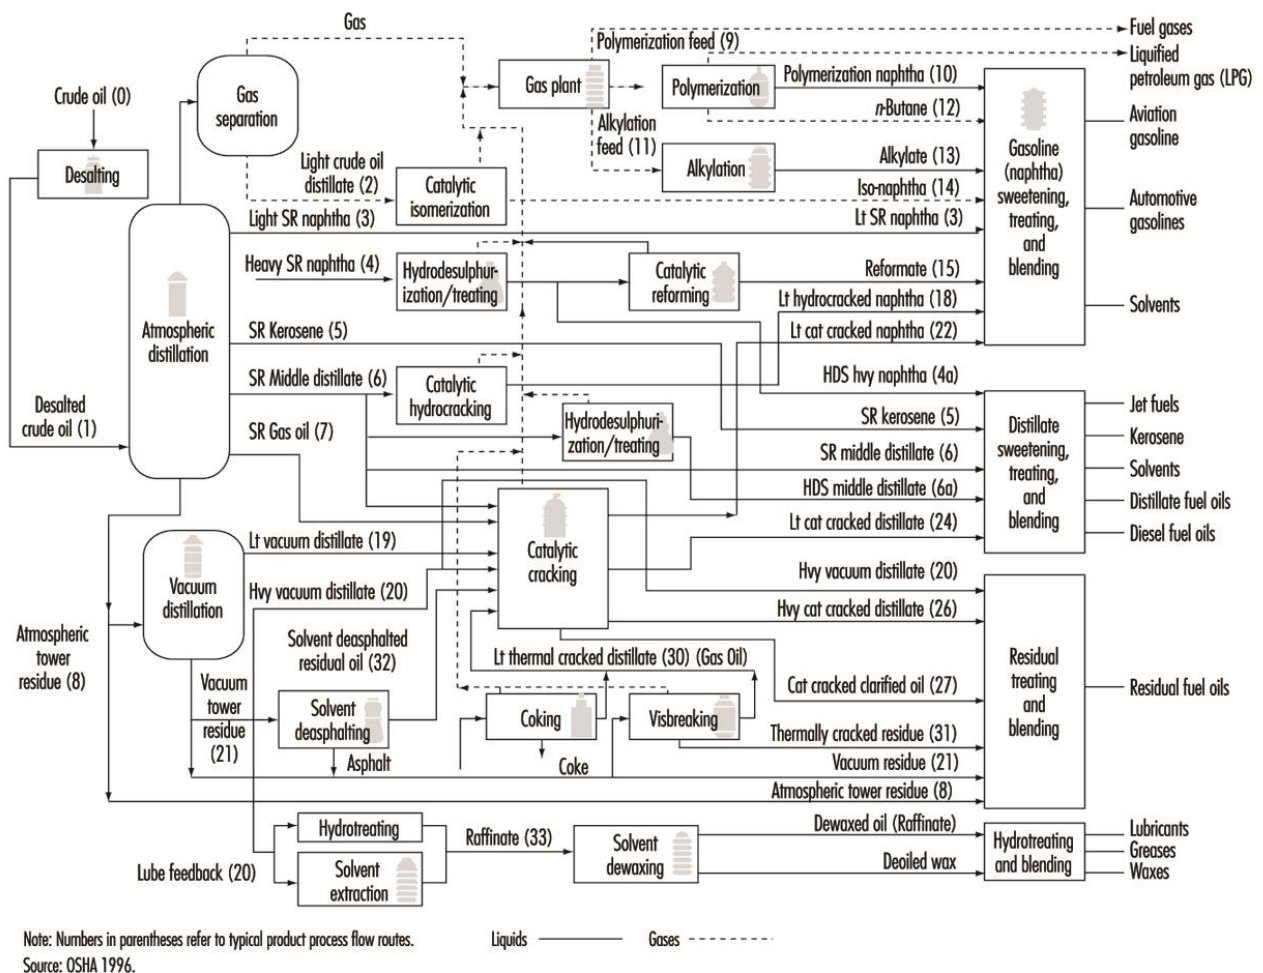 Gas
Fuel gases
Polymerization feed (9)
Liquified
petroleum gas (LPG)
Crude oil (0)
Gas
separation
Gas plant
Polymerization
Polymerization naphtha (10)
n-Butane (12)
Aviation
gasoline
Desalting
Alkylation
feed (11)
Alkylation
Alkylate (13)
Gasoline
(naphtha)
sweetening,
treating,
and
blending
Light crude oil
distillate (2)
Catalytic
isomerization
Iso-naphtha (14)
Automotive
gasolines
Light SR naphtha (3)
Lt SR naphtha (3)
Heavy SR naphtha (4)
Hydrodesulphur-
ization/treating
Catalytic
reforming
Reformate (15)
Lt hydrocracked naphtha (18)
Solvents
Atmospheric
distillation
SR Kerosene (5)
Lt cat cracked naphtha (22)
SR Middle distillate (6)
Catalytic
hydrocracking
HDS hvy naphtha (4a)
Desalted
crude oil (1)
SR Gas oil (7)
Hydrodesulphuri-
zation/treating
SR kerosene (5)
SR middle distillate (6)
HDS middle distillate (6a)
Lt cat cracked distillate (24)
Distillate
sweetening,
treating,
and
blending
Jet fuels
Kerosene
Solvents
Distillate fuel oils
Diesel fuel oils
Lt vacuum distillate (19)
Catalytic
cracking
Vacuum
distillation
Hvy vacuum distillate (20)
Hvy vacuum distillate (20)
Hvy cat cracked distillate (26)
Atmospheric
tower
residue (8)
Solvent deasphalted
residual oil (32)
Lt thermal cracked distillate (30) (Gas Oil)
Cat cracked clarified oil (27)
Residual
treating
and
blending
Residual fuel oils
Vacuum
tower
residue
(21)
Solvent
deasphalting
Coking
Visbreaking
Thermally cracked residue (31)
Asphalt
Coke
Vacuum residue (21)
Atmospheric tower residue (8)
Hydrotreating
Lube feedback (20)
Solvent
extraction
Raffinate (33)
Solvent
dewaxing
Dewaxed oil (Raffinate)
Deoiled wax
Hydrotreating
and blending
Lubricants
Greases
Waxes
Note: Numbers in parentheses refer to typical product process flow routes.
Liquids
Gases
Source: OSHA 1996.